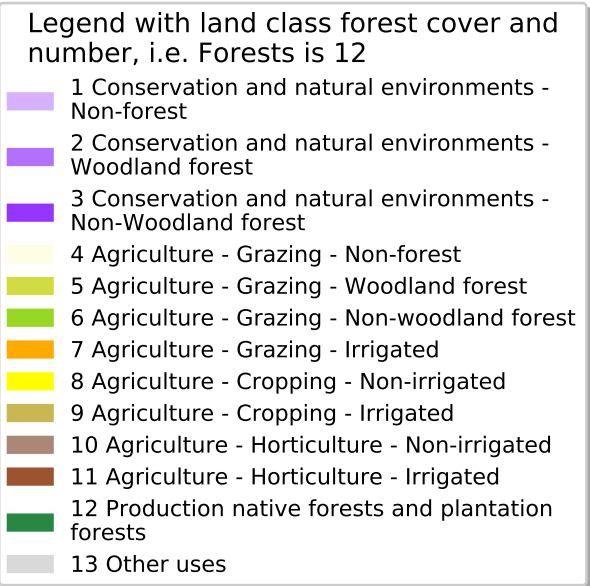 Legend with land class forest cover and
number, i.e. Forests is 12
1 Conservation and natural environments -
Non-forest
2 Conservation and natural environments -
Woodland forest
3 Conservation and natural environments -
Non-Woodland forest
4 Agriculture - Grazing - Non-forest
5 Agriculture - Grazing - Woodland forest
6 Agriculture - Grazing - Non-woodland forest
7 Agriculture - Grazing - Irrigated
8 Agriculture - Cropping - Non-irrigated
9 Agriculture - Cropping - Irrigated
10 Agriculture - Horticulture - Non-irrigated
11 Agriculture - Horticulture - Irrigated
12 Production native forests and plantation
forests
13 Other uses